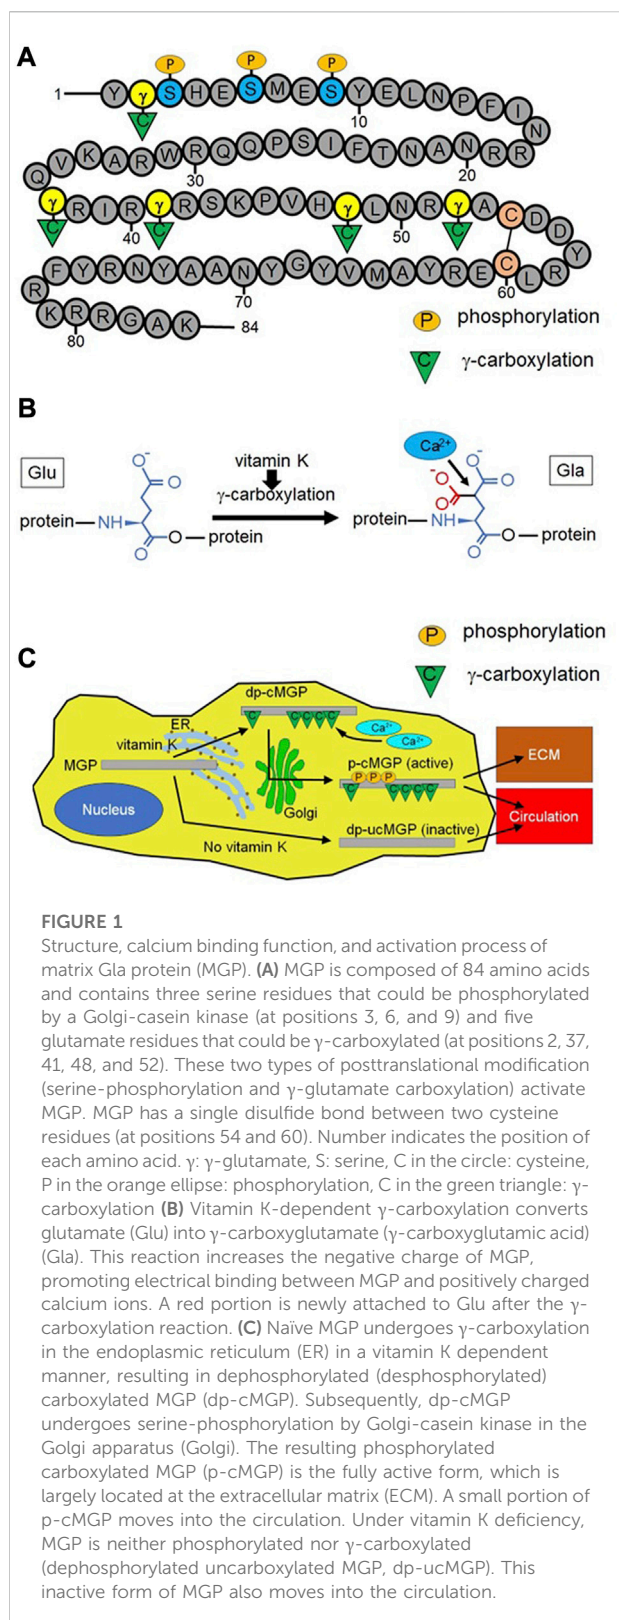 A
P P P
1 Y γ S H E S M E S Y E L N P F I N
C 10
Q V K A R W R Q Q P S I F T N A N R R
30 20
γ R I R γ R S K P V H γ L N R γ A C D D Y
C 40 C C 50 C
R F Y R N Y A A N Y G Y V M A Y R E C L R
70 60
K R R G A K 84
80
P phosphorylation
C γ-carboxylation
B
Glu vitamin K Ca2+ Gla
γ-carboxylation
O- O O- O O- O
protein NH O protein protein NH O protein
O O
P phosphorylation
C γ-carboxylation
C
dp-cMGP
ER C C C C C
vitamin K Ca2+ Ca2+
MGP p-cMGP (active) ECM
P P P
C C C C C
Nucleus Golgi
Circulation
dp-ucMGP (inactive)
No vitamin K
FIGURE 1
Structure, calcium binding function, and activation process of
matrix Gla protein (MGP). (A) MGP is composed of 84 amino acids
and contains three serine residues that could be phosphorylated
by a Golgi-casein kinase (at positions 3, 6, and 9) and five
glutamate residues that could be γ-carboxylated (at positions 2, 37,
41, 48, and 52). These two types of posttranslational modification
(serine-phosphorylation and γ-glutamate carboxylation) activate
MGP. MGP has a single disulfide bond between two cysteine
residues (at positions 54 and 60). Number indicates the position of
each amino acid. γ: γ-glutamate, S: serine, C in the circle: cysteine,
P in the orange ellipse: phosphorylation, C in the green triangle: γ-
carboxylation (B) Vitamin K-dependent γ-carboxylation converts
glutamate (Glu) into γ-carboxyglutamate (γ-carboxyglutamic acid)
(Gla). This reaction increases the negative charge of MGP,
promoting electrical binding between MGP and positively charged
calcium ions. A red portion is newly attached to Glu after the γ-
carboxylation reaction. (C) Naïve MGP undergoes γ-carboxylation
in the endoplasmic reticulum (ER) in a vitamin K dependent
manner, resulting in dephosphorylated (desphosphorylated)
carboxylated MGP (dp-cMGP). Subsequently, dp-cMGP
undergoes serine-phosphorylation by Golgi-casein kinase in the
Golgi apparatus (Golgi). The resulting phosphorylated
carboxylated MGP (p-cMGP) is the fully active form, which is
largely located at the extracellular matrix (ECM). A small portion of
p-cMGP moves into the circulation. Under vitamin K deficiency,
MGP is neither phosphorylated nor γ-carboxylated
(dephosphorylated uncarboxylated MGP, dp-ucMGP). This
inactive form of MGP also moves into the circulation.